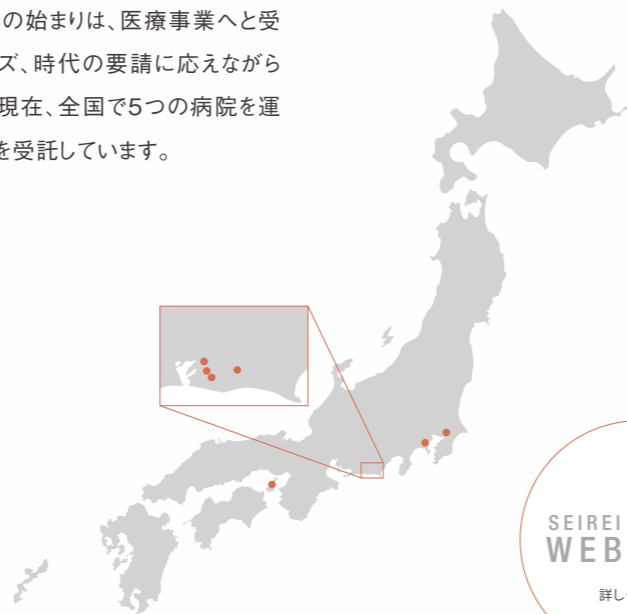 の始まりは、医療事業へと受
ズ、時代の要請に応えながら
現在、全国で5つの病院を運
を受託しています。
SEIREI
WEB
詳し